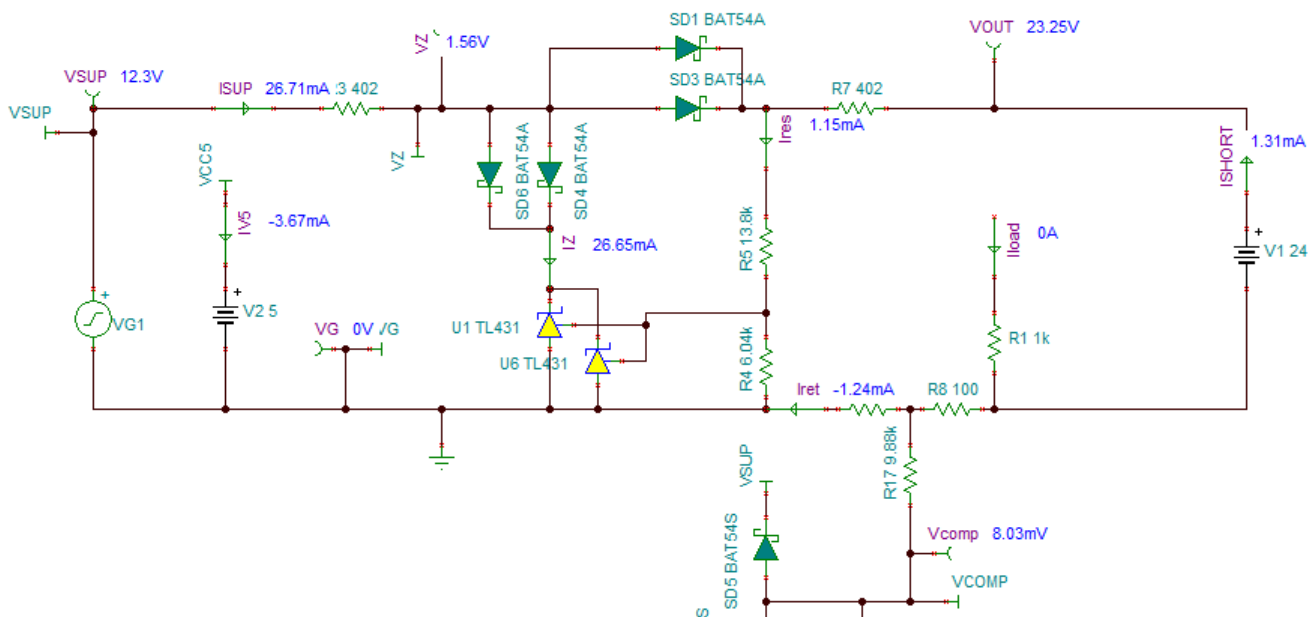 SD1 BAT54A
VZ
1.56V
VOUT
23.25V
VSUP
12.3V
ISUP
26.71mA
:3 402
SD3 BAT54A
R7 402
VSUP
Ires
1.15mA
ISHORT
1.31mA
VZ
VCC5
SD6 BAT54A
SD4 BAT54A
IV5
-3.67mA
IZ
26.65mA
R5 13.8k
Iload
0A
V1 24
+
+
+
VG1
V2 5
VG
0V
/G
U1 TL431
U6 TL431
R4 6.04k
R1 1k
Iret
-1.24mA
R8 100
R17 9.88k
VSUP
SD5 BAT54S
Vcomp
8.03mV
VCOMP
S